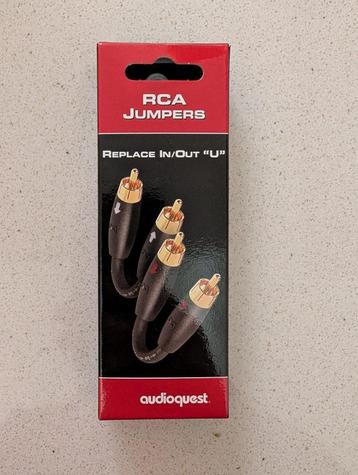 RCA
JUMPERS
REPLACE IN/OUT “U”
audioquest